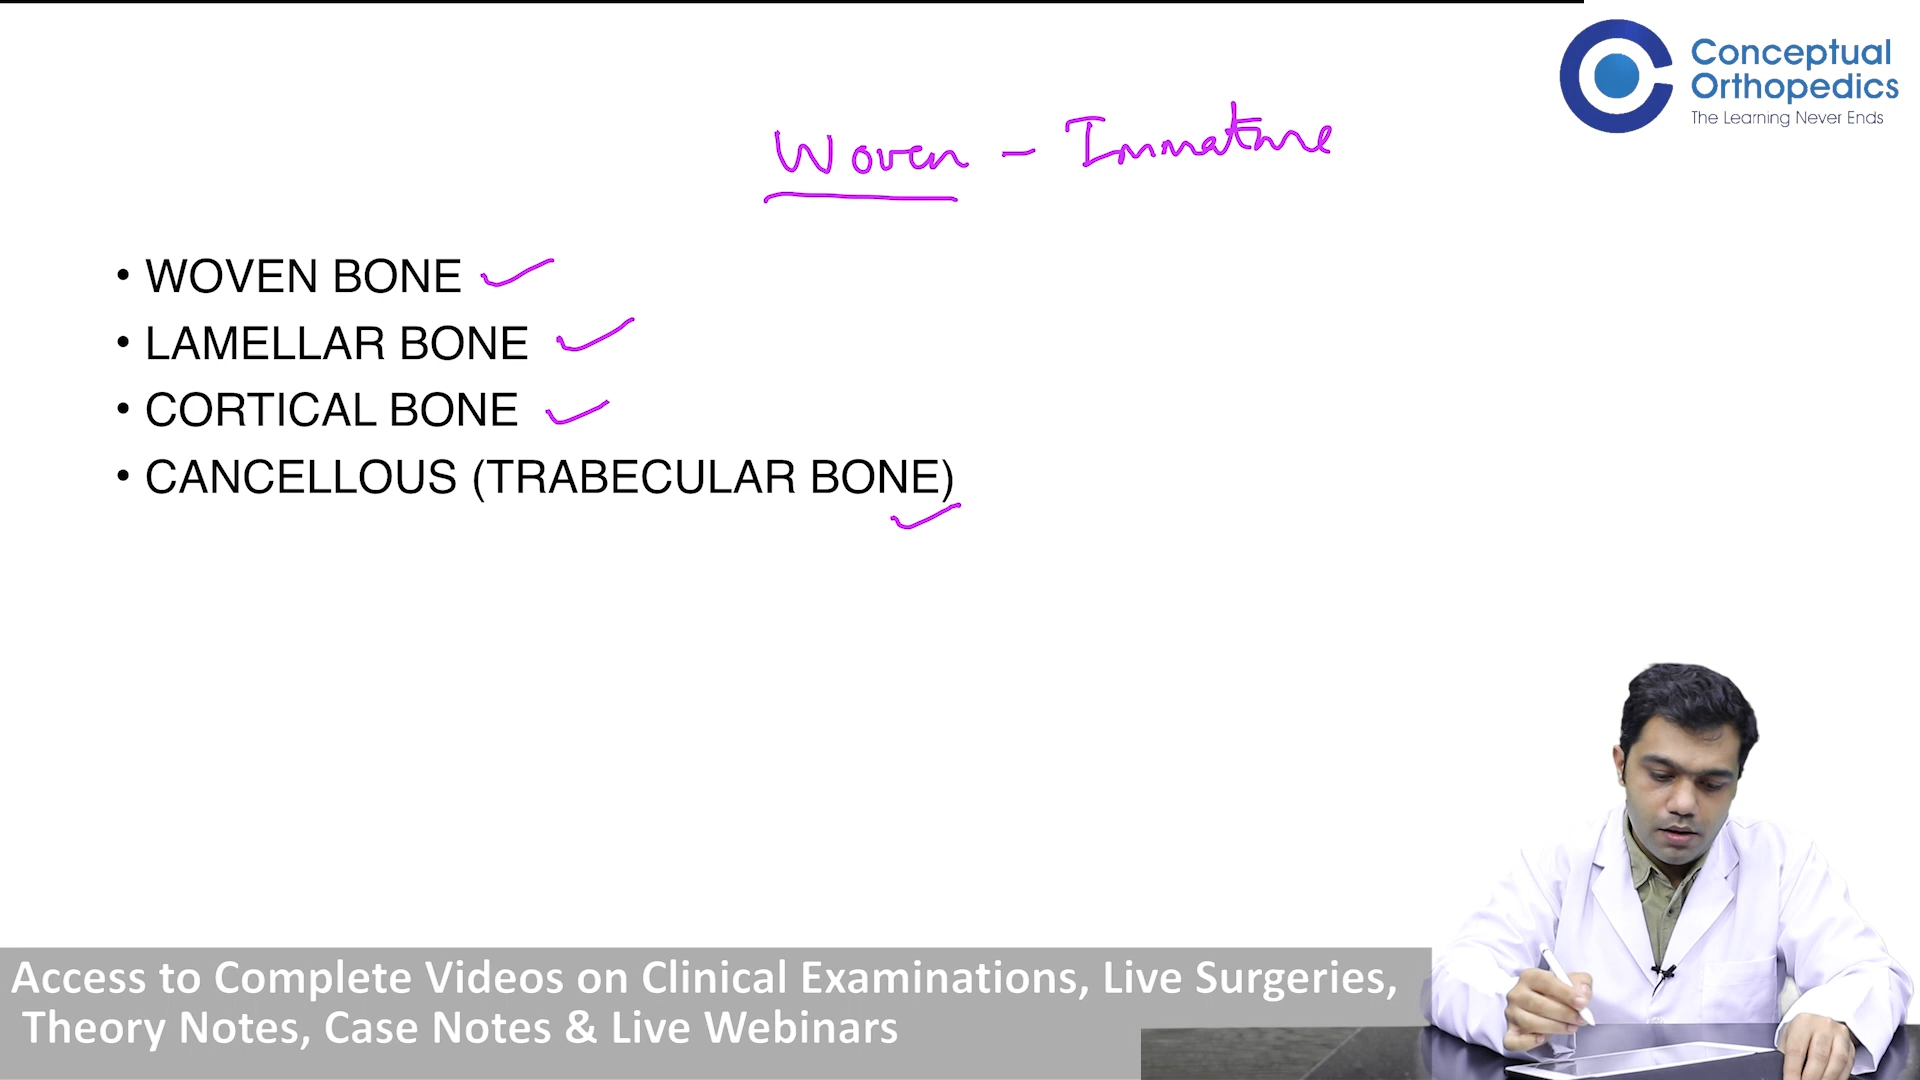 Conceptual
Orthopedics
The Learning Never Ends
Woven - Immature
• WOVEN BONE
• LAMELLAR BONE
• CORTICAL BONE
• CANCELLOUS (TRABECULAR BONE)
Access to Complete Videos on Clinical Examinations, Live Surgeries,
Theory Notes, Case Notes & Live Webinars